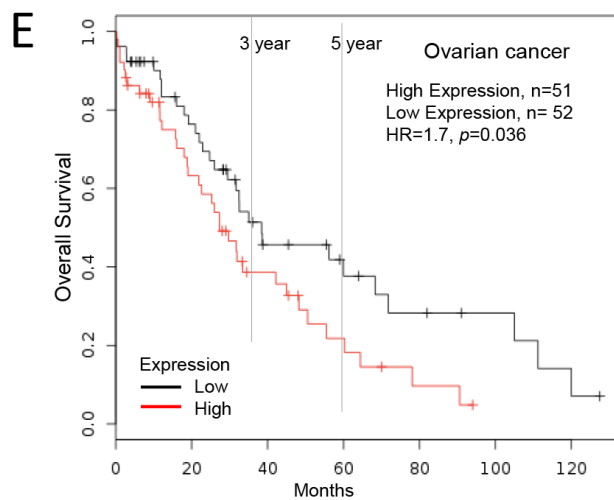 E
3 year
5 year
Ovarian cancer
High Expression, n=51
Low Expression, n= 52
HR=1.7, p=0.036
Overall Survival
1.0
0.8
0.6
0.4
0.2
0.0
Expression
Low
High
0 20 40 60 80 100 120
Months